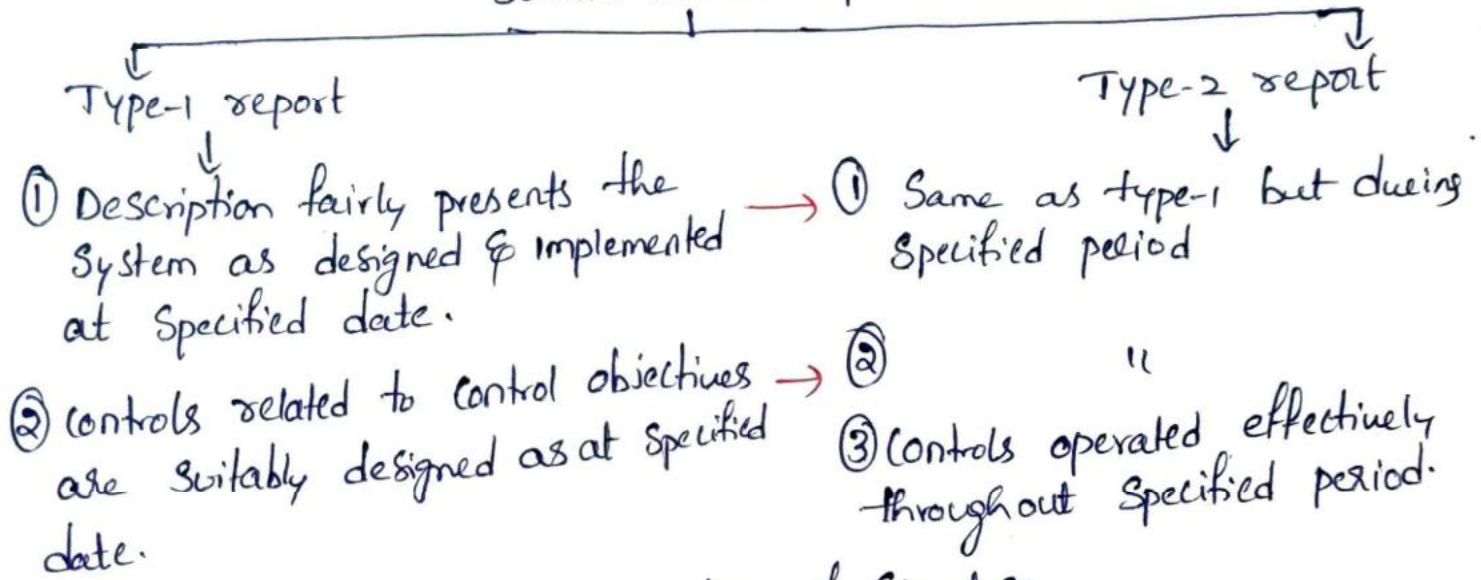 Type-1 report
Type-2 report
① Description fairly presents the
System as designed & implemented
at Specified date.
① Same as type-1 but during
Specified period
② Controls related to Control objectives
are Suitably designed as at Specified
date.
② "
③ Controls operated effectively
throughout Specified period.